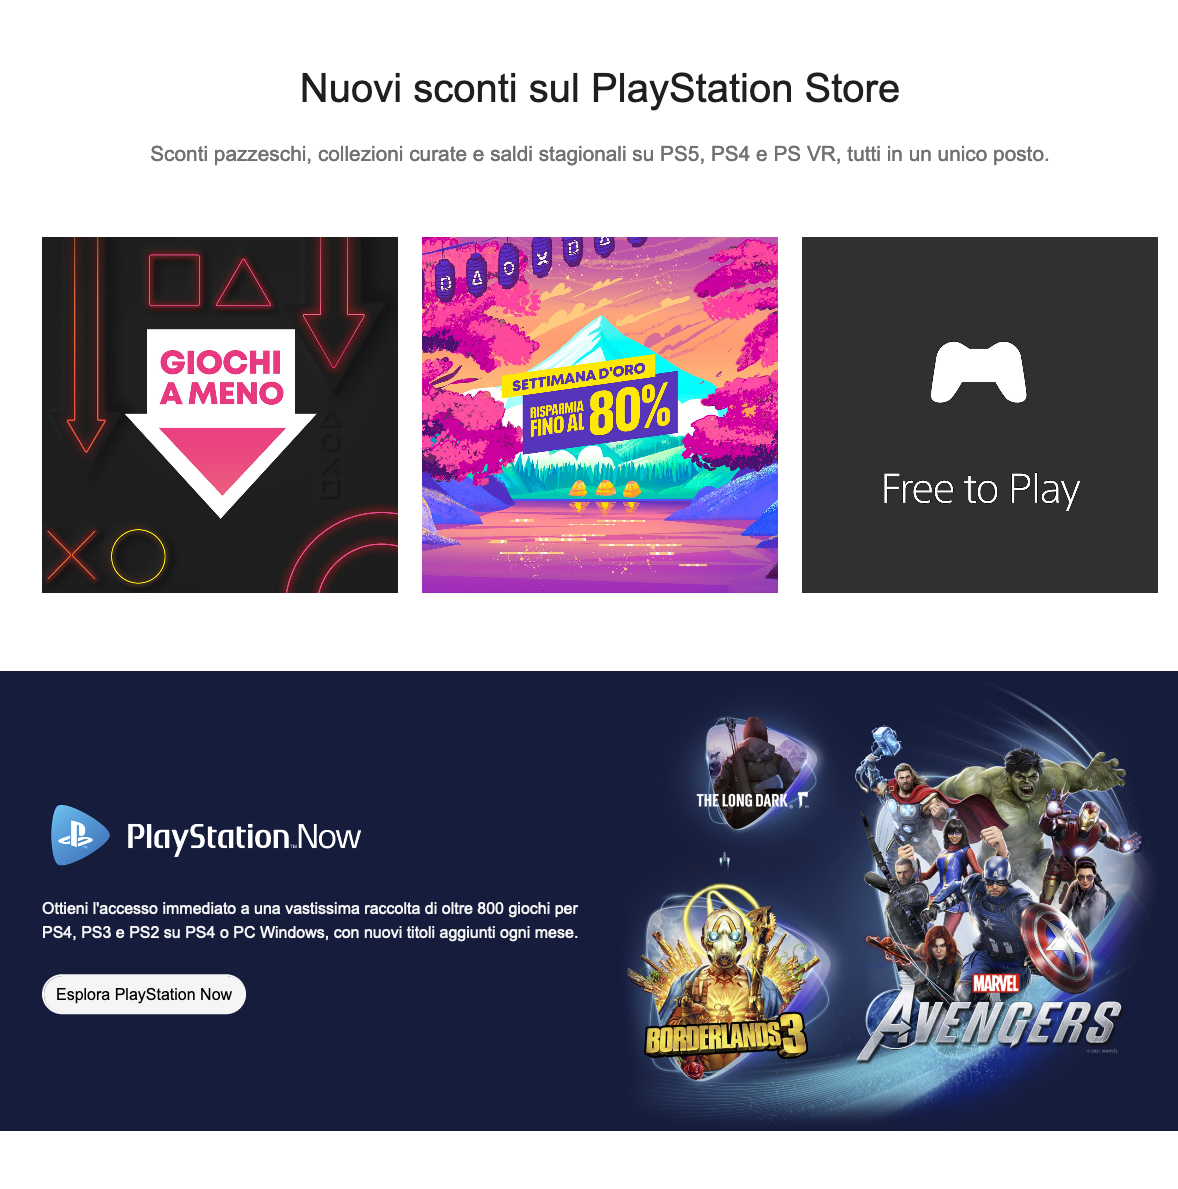 Nuovi sconti sul PlayStation Store
Sconti pazzeschi, collezioni curate e saldi stagionali su PS5, PS4 e PS VR, tutti in un unico posto.
GIOCHI
A MENO
SETTIMANA D'ORO
RISPARMIA
FINO AL 80%
Free to Play
THE LONG DARK
PlayStation™Now
Ottieni l'accesso immediato a una vastissima raccolta di oltre 800 giochi per
PS4, PS3 e PS2 su PS4 o PC Windows, con nuovi titoli aggiunti ogni mese.
Esplora PlayStation Now
BORDERLANDS 3
MARVEL
AVENGERS
© 2021 MARVEL